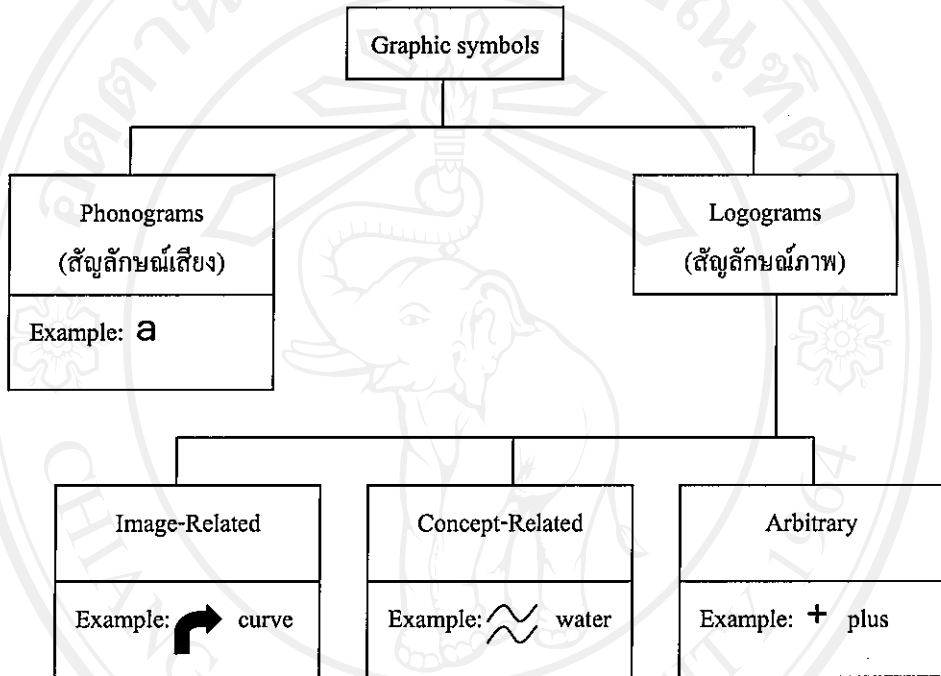 Graphic symbols
Phonograms
(สัญลักษณ์เสียง)
Example: a
Logograms
(สัญลักษณ์ภาพ)
Image-Related
Example: curve
Concept-Related
Example: water
Arbitrary
Example: + plus